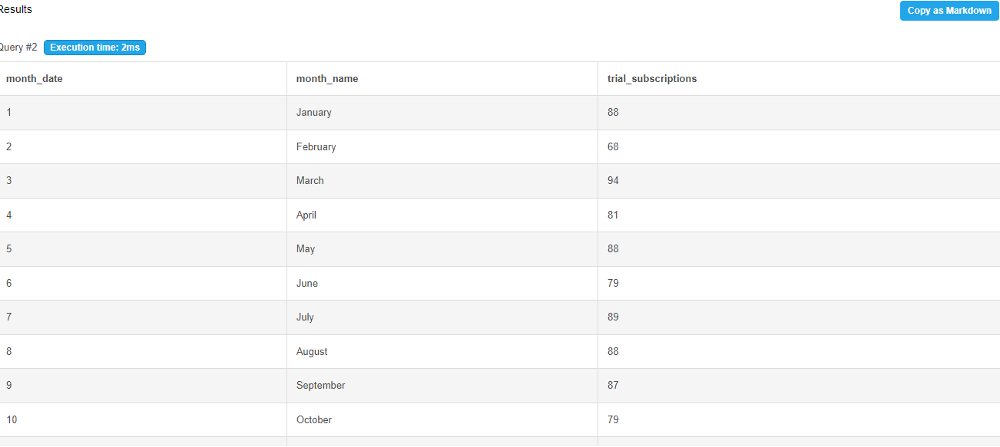 Results
Copy as Markdown
Query #2 Execution time: 2ms
month_date month_name trial_subscriptions
1 January 88
2 February 68
3 March 94
4 April 81
5 May 88
6 June 79
7 July 89
8 August 88
9 September 87
10 October 79